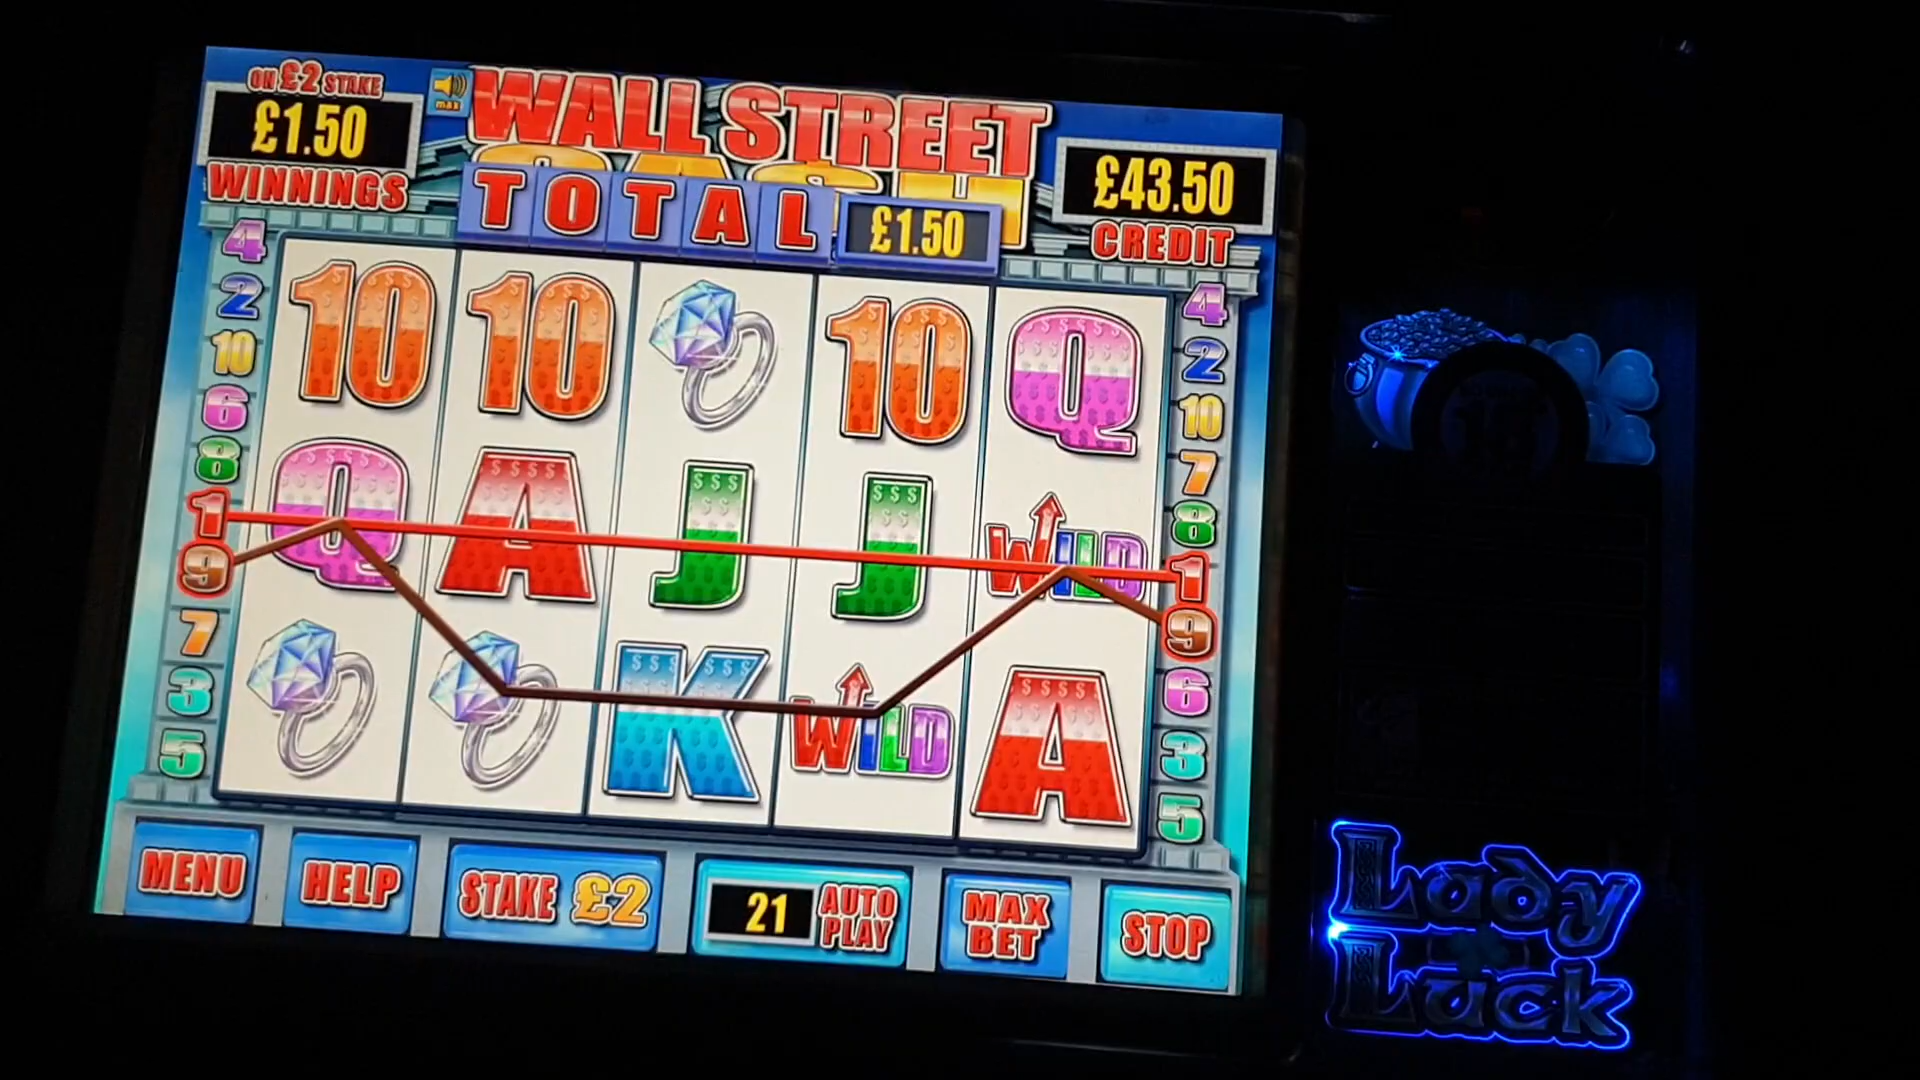 ON £2 STAKE
£1.50
WINNINGS
max
WALL STREET
CASH
TOTAL £1.50
£43.50
CREDIT
4
2
10
6
8
1
9
7
3
5
10 10 10 Q
Q A J J WILD
K WILD A
4
2
10
7
8
1
9
6
3
5
MENU
HELP
STAKE £2
21 AUTO PLAY
MAX BET
STOP
Lady
Luck